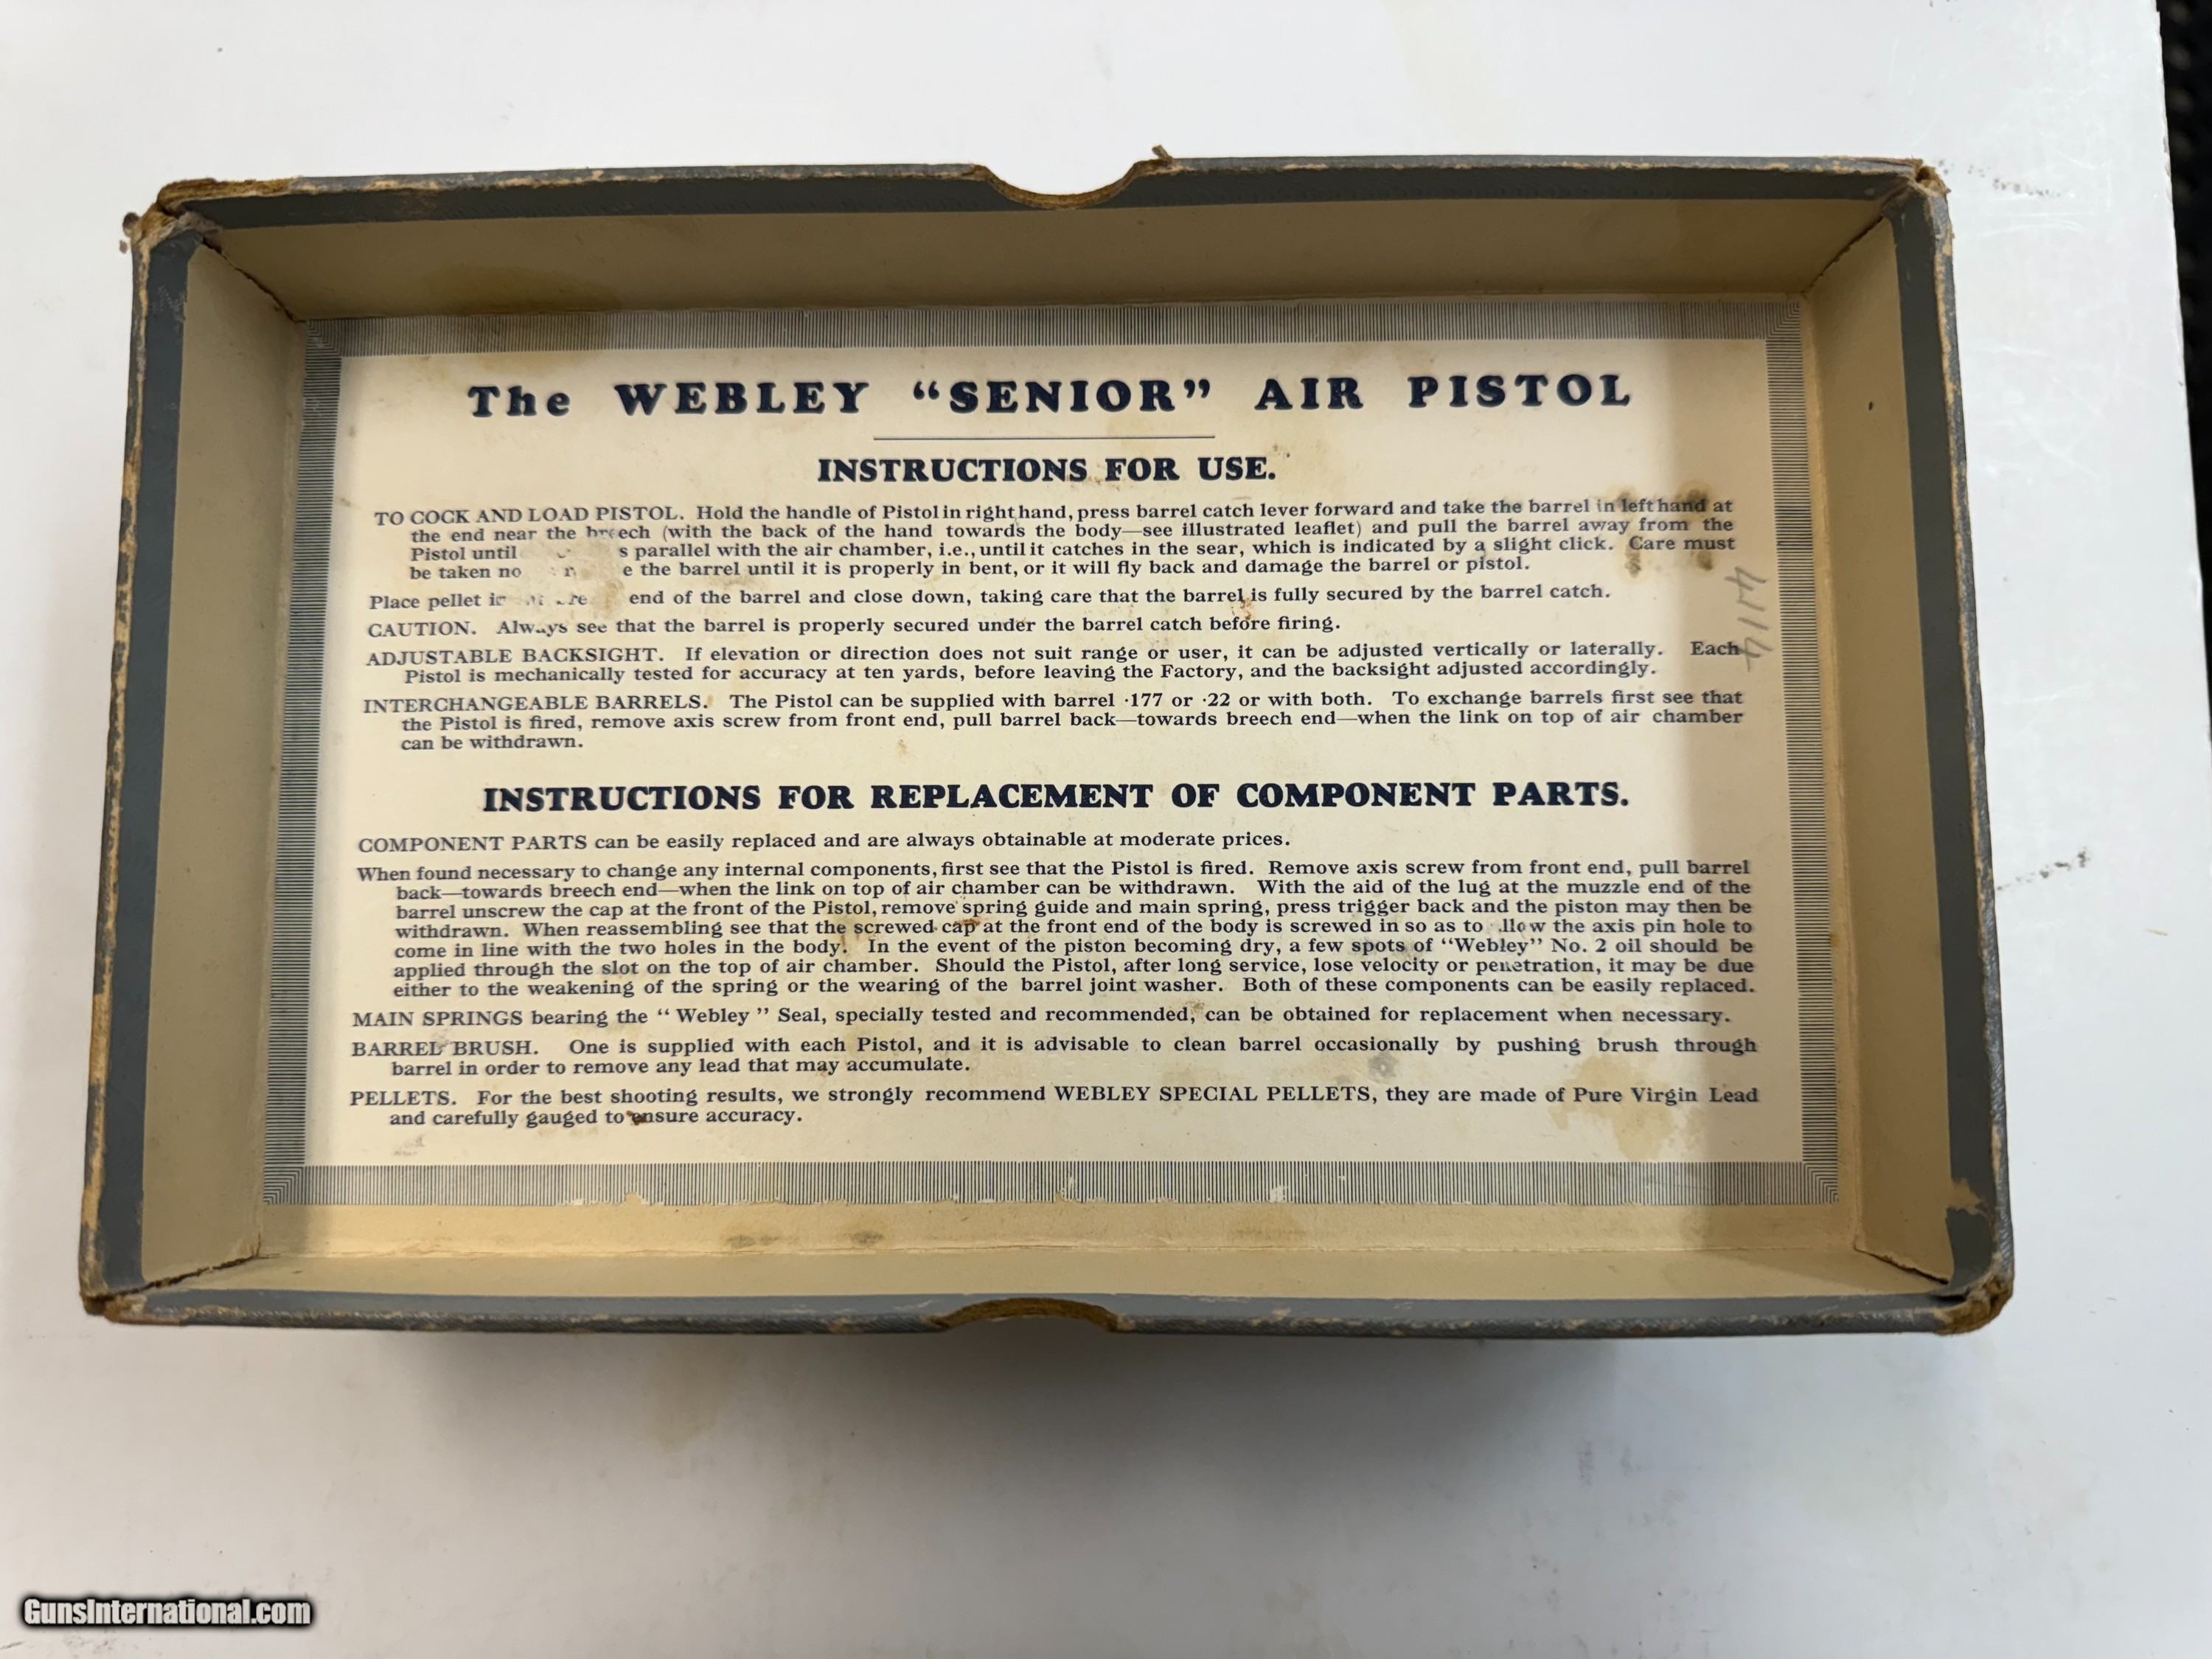 The WEBLEY “SENIOR” AIR PISTOL
INSTRUCTIONS FOR USE.
TO COCK AND LOAD PISTOL. Hold the handle of Pistol in right hand, press barrel catch lever forward and take the barrel in left hand at
the end near the breech (with the back of the hand towards the body—see illustrated leaflet) and pull the barrel away from the
Pistol until s parallel with the air chamber, i.e., until it catches in the sear, which is indicated by a slight click. Care must
be taken no e the barrel until it is properly in bent, or it will fly back and damage the barrel or pistol.
Place pellet end of the barrel and close down, taking care that the barrel is fully secured by the barrel catch.
CAUTION. Always see that the barrel is properly secured under the barrel catch before firing.
ADJUSTABLE BACKSIGHT. If elevation or direction does not suit range or user, it can be adjusted vertically or laterally. Each
Pistol is mechanically tested for accuracy at ten yards, before leaving the Factory, and the backsight adjusted accordingly.
INTERCHANGEABLE BARRELS. The Pistol can be supplied with barrel ·177 or ·22 or with both. To exchange barrels first see that
the Pistol is fired, remove axis screw from front end, pull barrel back—towards breech end—when the link on top of air chamber
can be withdrawn.
4114
INSTRUCTIONS FOR REPLACEMENT OF COMPONENT PARTS.
COMPONENT PARTS can be easily replaced and are always obtainable at moderate prices.
When found necessary to change any internal components, first see that the Pistol is fired. Remove axis screw from front end, pull barrel
back—towards breech end—when the link on top of air chamber can be withdrawn. With the aid of the lug at the muzzle end of the
barrel unscrew the cap at the front of the Pistol, remove spring guide and main spring, press trigger back and the piston may then be
withdrawn. When reassembling see that the screwed cap at the front end of the body is screwed in so as to allow the axis pin hole to
come in line with the two holes in the body. In the event of the piston becoming dry, a few spots of “Webley” No. 2 oil should be
applied through the slot on the top of air chamber. Should the Pistol, after long service, lose velocity or penetration, it may be due
either to the weakening of the spring or the wearing of the barrel joint washer. Both of these components can be easily replaced.
MAIN SPRINGS bearing the “ Webley ” Seal, specially tested and recommended, can be obtained for replacement when necessary.
BARREL BRUSH. One is supplied with each Pistol, and it is advisable to clean barrel occasionally by pushing brush through
barrel in order to remove any lead that may accumulate.
PELLETS. For the best shooting results, we strongly recommend WEBLEY SPECIAL PELLETS, they are made of Pure Virgin Lead
and carefully gauged to ensure accuracy.
GunsInternational.com